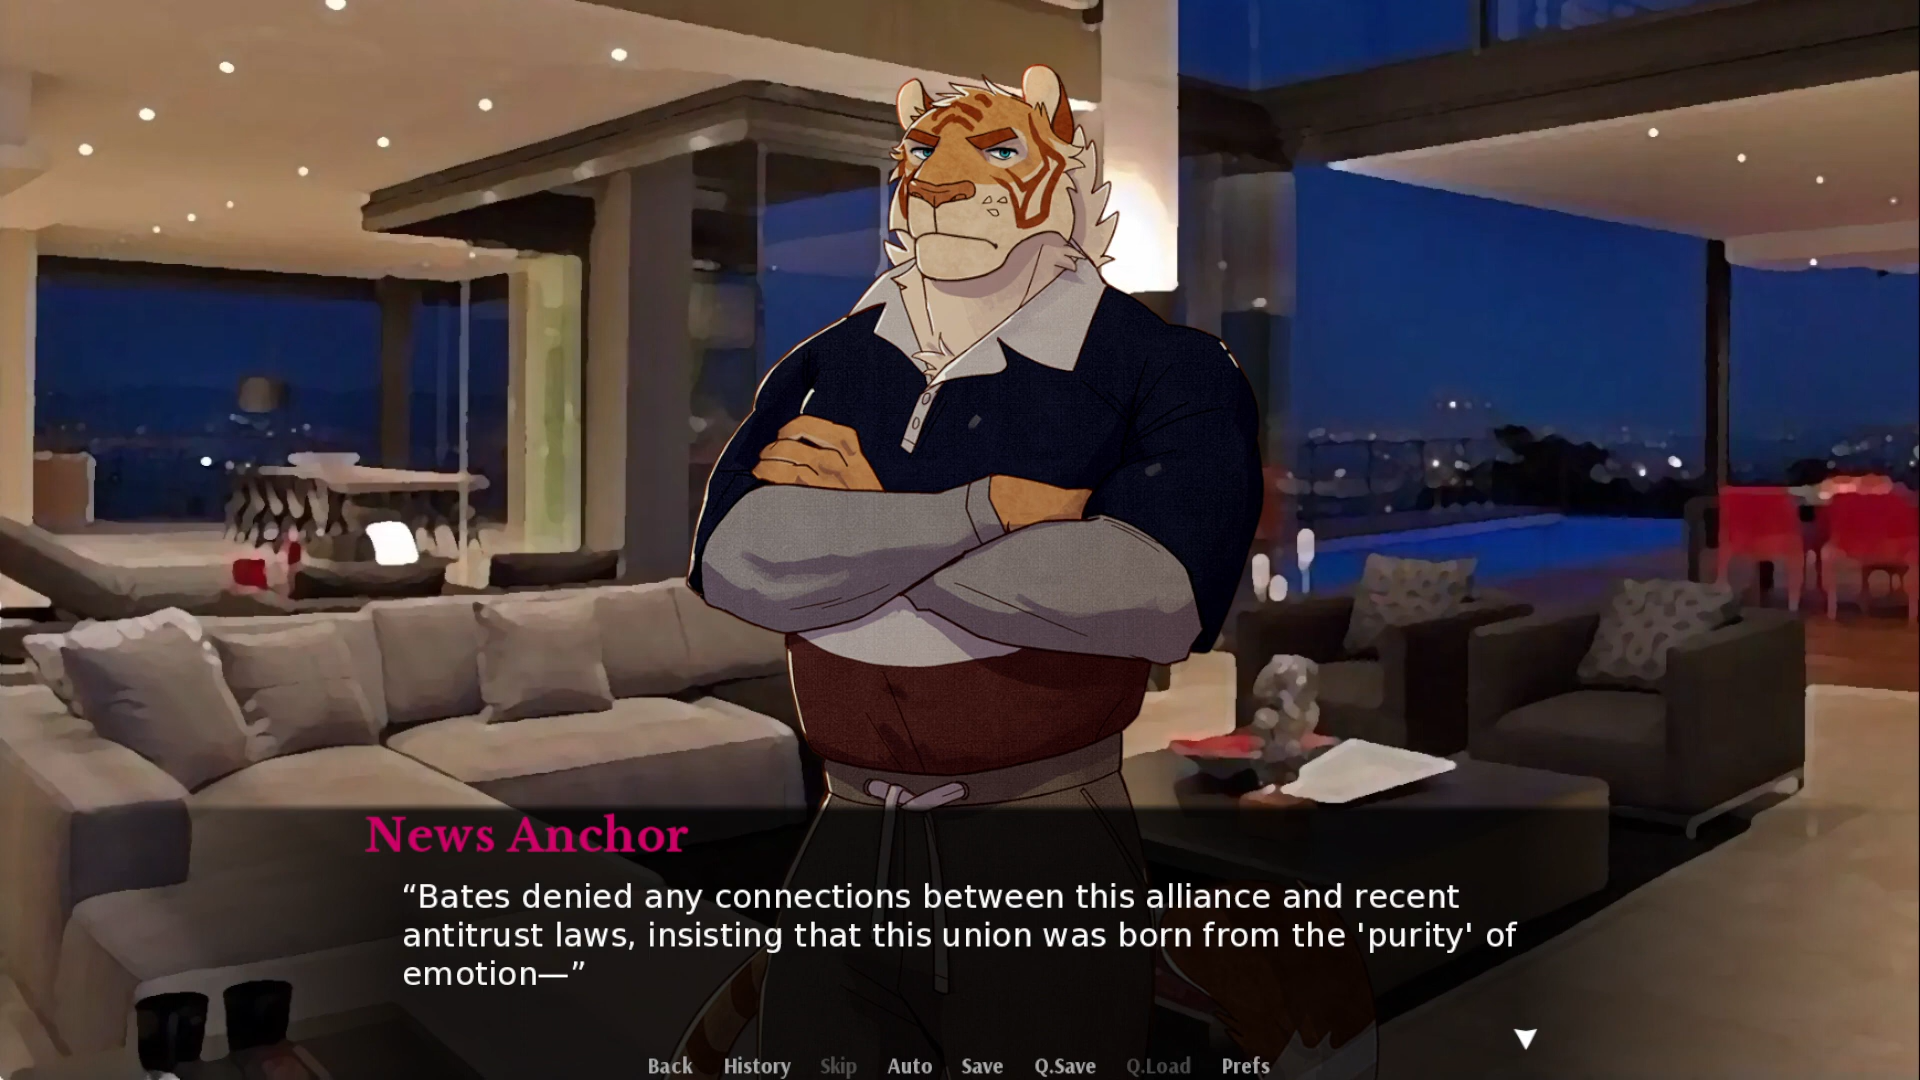 News Anchor
“Bates denied any connections between this alliance and recent
antitrust laws, insisting that this union was born from the 'purity' of
emotion—”
Back History Skip Auto Save Q.Save Q.Load Prefs